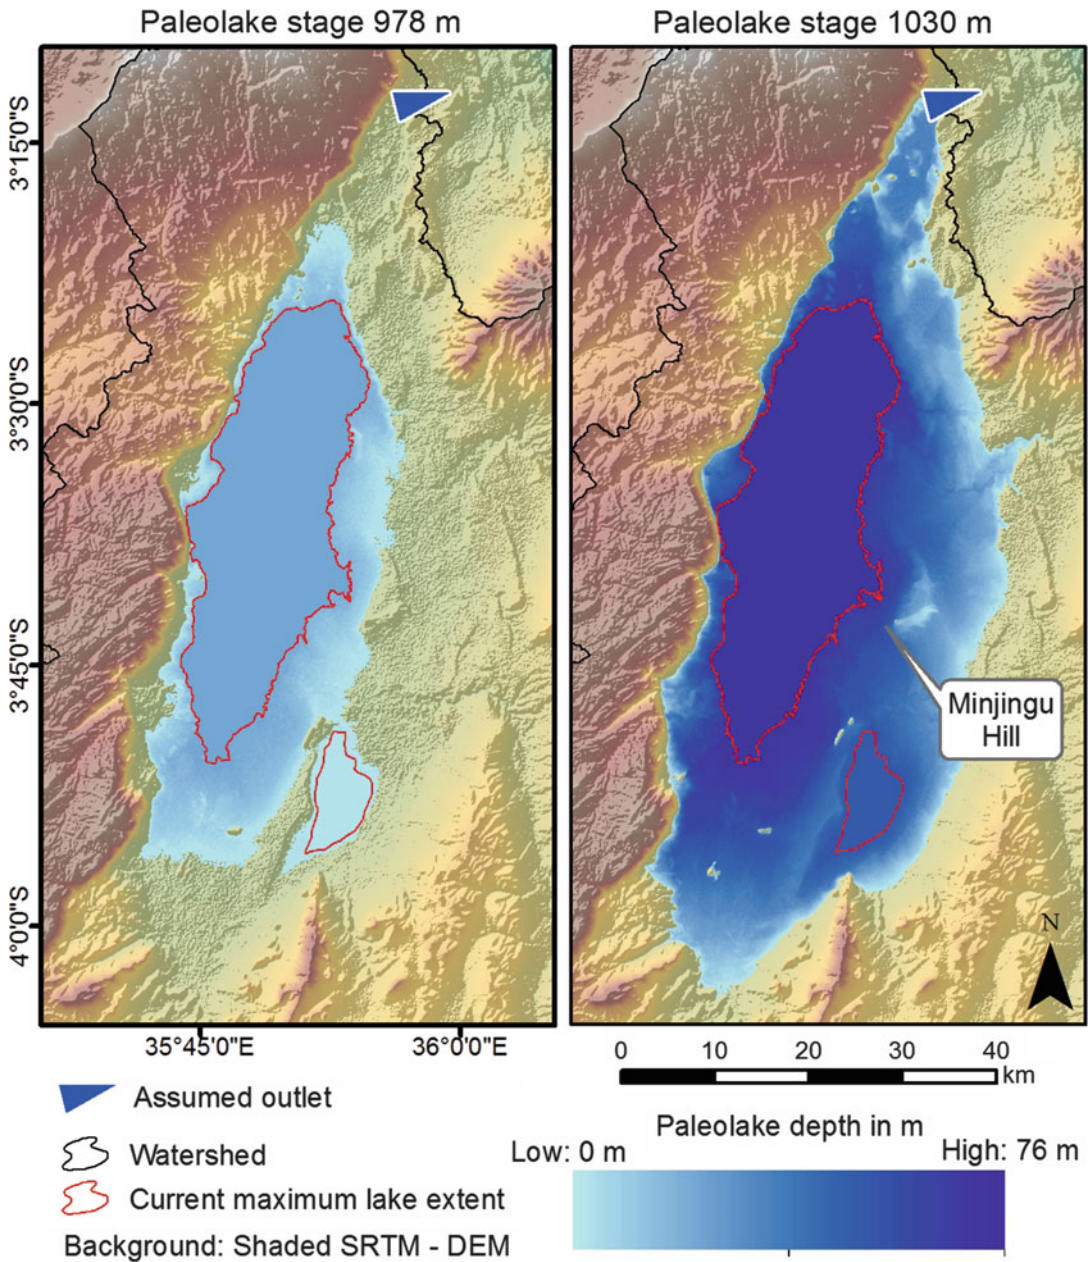 Paleolake stage 978 m
Paleolake stage 1030 m
3°15'0"S
3°30'0"S
3°45'0"S
4°0'0"S
Minjingu
Hill
N
35°45'0"E
36°0'0"E
0 10 20 30 40
km
Assumed outlet
Watershed
Current maximum lake extent
Background: Shaded SRTM - DEM
Paleolake depth in m
Low: 0 m
High: 76 m